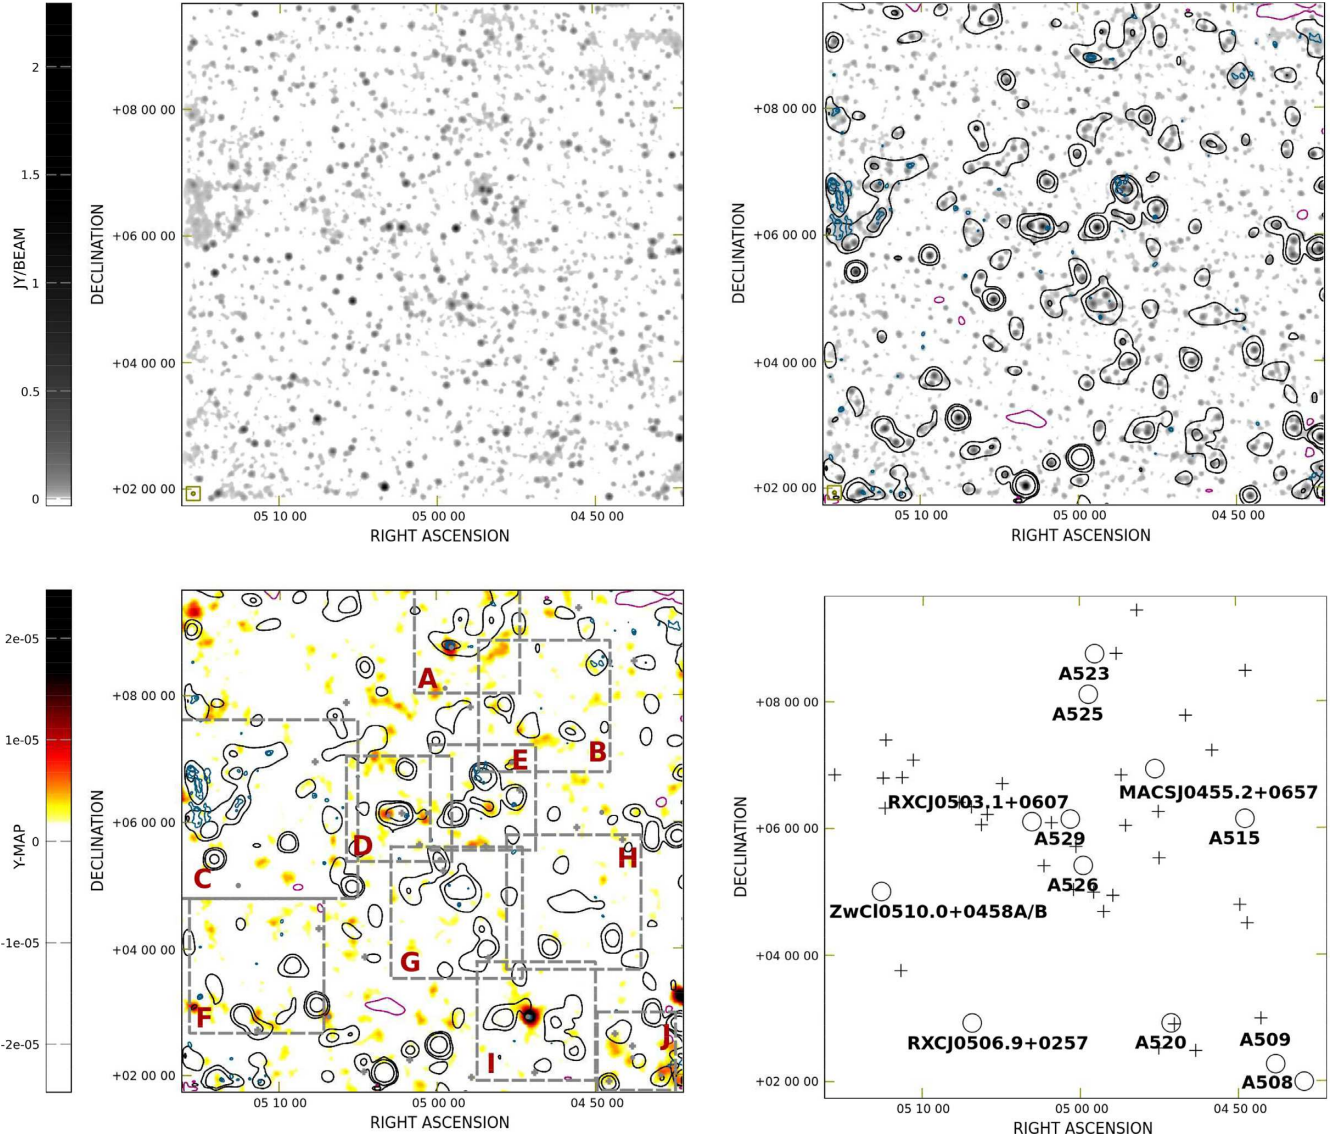 2
1.5
1
0.5
0
JY/BEAM
+08 00 00
+06 00 00
+04 00 00
+02 00 00
DECLINATION
05 10 00
05 00 00
04 50 00
RIGHT ASCENSION
+08 00 00
+06 00 00
+04 00 00
+02 00 00
DECLINATION
05 10 00
05 00 00
04 50 00
RIGHT ASCENSION
2e-05
1e-05
0
-1e-05
-2e-05
Y-MAP
+08 00 00
+06 00 00
+04 00 00
+02 00 00
DECLINATION
A
B
E
D
H
C
G
F
J
I
05 10 00
05 00 00
04 50 00
RIGHT ASCENSION
+08 00 00
+06 00 00
+04 00 00
+02 00 00
DECLINATION
A523
A525
MACSJ0455.2+0657
RXCJ0503.1+0607
A529
A515
A526
ZwCl0510.0+0458A/B
RXCJ0506.9+0257
A520
A509
A508
05 10 00
05 00 00
04 50 00
RIGHT ASCENSION